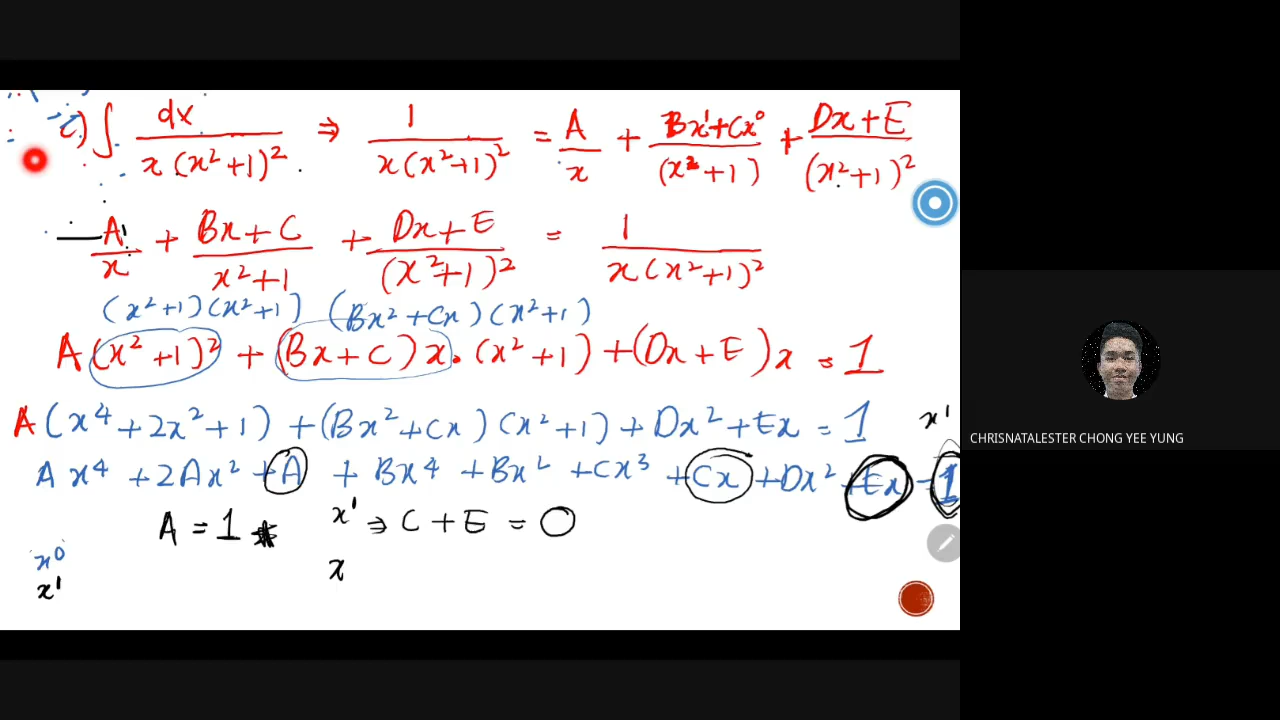 c) ∫ dx / x(x²+1)² ⇒ 1 / x(x²+1)² = A/x + Bx¹+Cx⁰ / (x²+1) + Dx+E / (x²+1)²
A/x + Bx+C / x²+1 + Dx+E / (x²+1)² = 1 / x(x²+1)²
(x²+1)(x²+1) (Bx²+Cx)(x²+1)
A(x²+1)² + (Bx+C)x·(x²+1) + (Dx+E)x = 1
A(x⁴+2x²+1) + (Bx²+Cx)(x²+1) + Dx² + Ex = 1 x¹
Ax⁴ + 2Ax² + A + Bx⁴ + Bx² + Cx³ + Cx + Dx² + Ex = 1
A = 1 x¹ ⇒ C + E = 0
x⁰
x¹ x
CHRISNATALESTER CHONG YEE YUNG